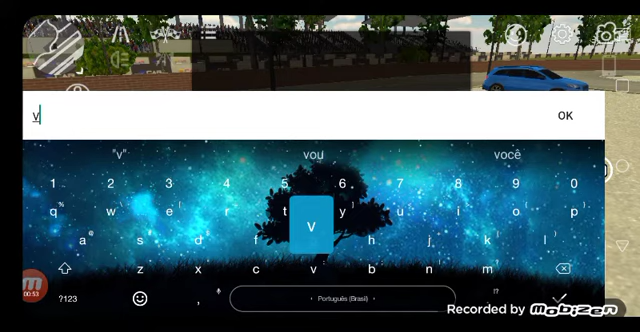 v OK
"v" vou você
1 2 3 4 5 6 7 8 9 0
q% w\ e| r t y] u< i> o{ p}
a@ s d f v h j k l)
z x c v b n m
00:53 ?123 , Português (Brasil) !?
Recorded by mobizen